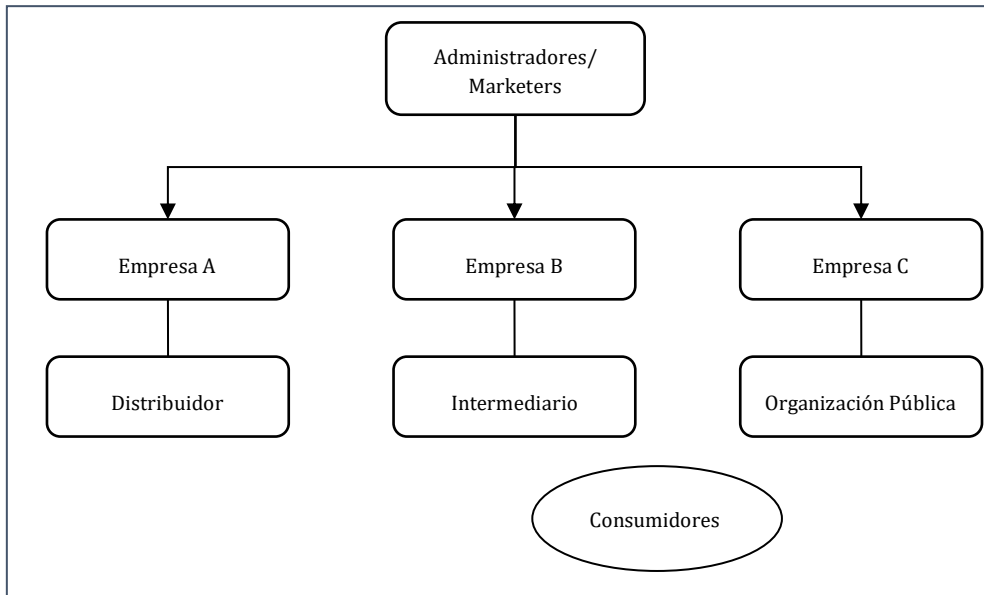 Administradores/
Marketers
Empresa A
Empresa B
Empresa C
Distribuidor
Intermediario
Organización Pública
Consumidores